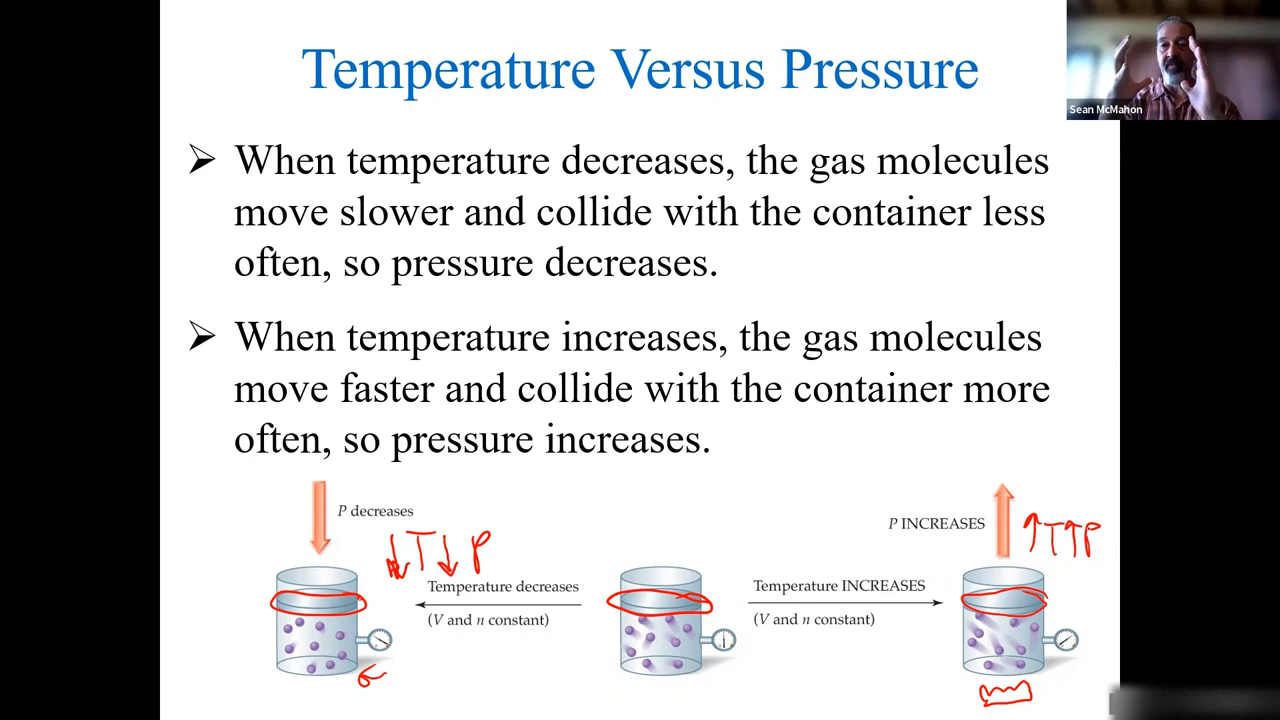 Temperature Versus Pressure
Sean McMahon
➢ When temperature decreases, the gas molecules
move slower and collide with the container less
often, so pressure decreases.
➢ When temperature increases, the gas molecules
move faster and collide with the container more
often, so pressure increases.
P decreases
↓T↓P
Temperature decreases
(V and n constant)
P INCREASES
↑T↑P
Temperature INCREASES
(V and n constant)